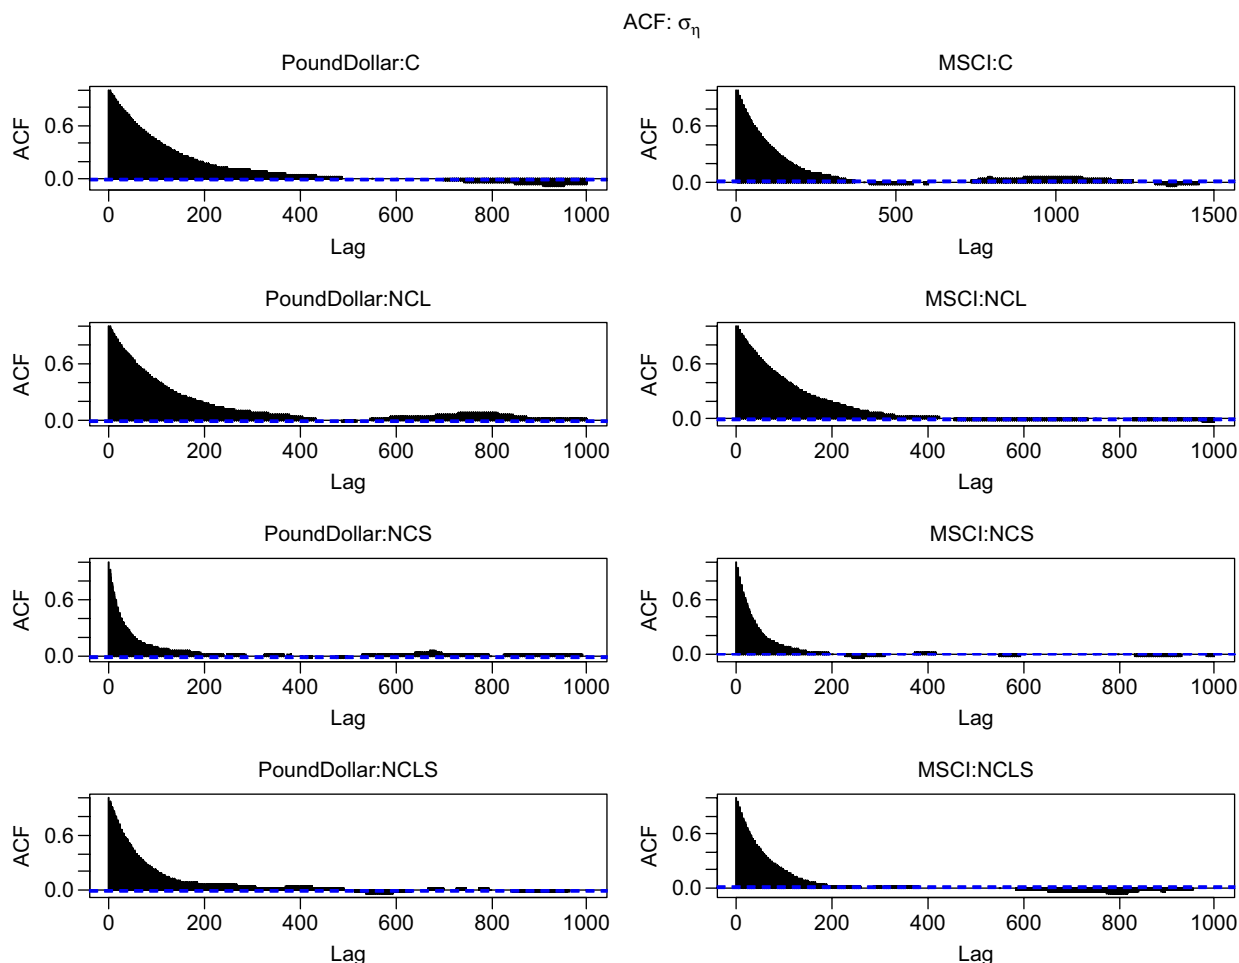 ACF: ση
PoundDollar:C
ACF
0.6
0.0
0 200 400 600 800 1000
Lag
MSCI:C
ACF
0.6
0.0
0 500 1000 1500
Lag
PoundDollar:NCL
ACF
0.6
0.0
0 200 400 600 800 1000
Lag
MSCI:NCL
ACF
0.6
0.0
0 200 400 600 800 1000
Lag
PoundDollar:NCS
ACF
0.6
0.0
0 200 400 600 800 1000
Lag
MSCI:NCS
ACF
0.6
0.0
0 200 400 600 800 1000
Lag
PoundDollar:NCLS
ACF
0.6
0.0
0 200 400 600 800 1000
Lag
MSCI:NCLS
ACF
0.6
0.0
0 200 400 600 800 1000
Lag